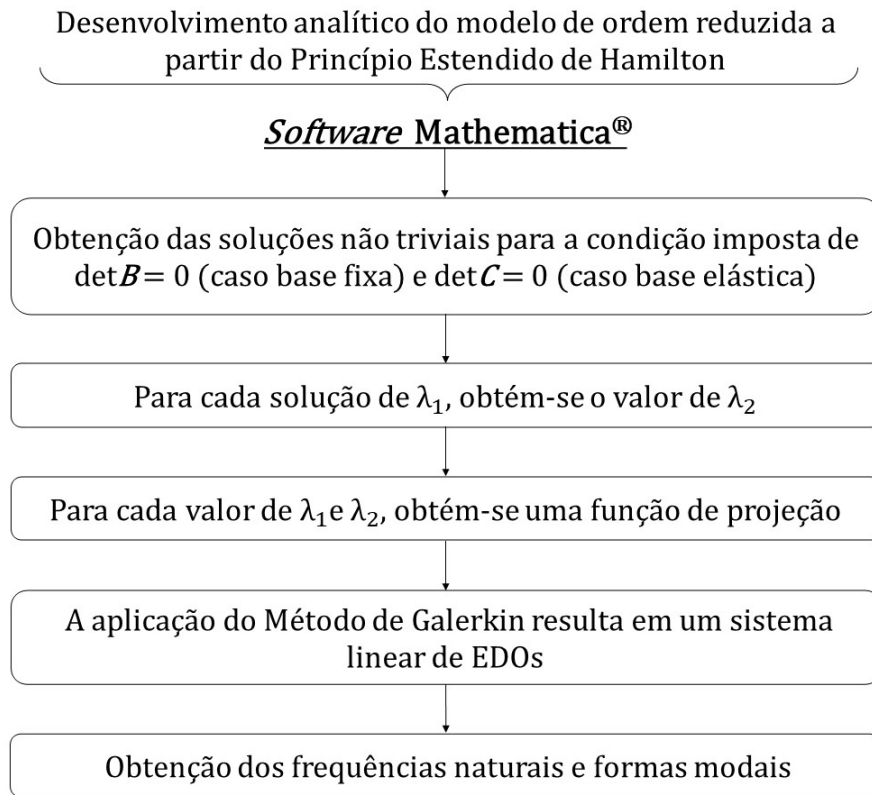 Desenvolvimento analítico do modelo de ordem reduzida a
partir do Princípio Estendido de Hamilton
Software Mathematica®
Obtenção das soluções não triviais para a condição imposta de
detB = 0 (caso base fixa) e detC = 0 (caso base elástica)
Para cada solução de λ₁, obtém-se o valor de λ₂
Para cada valor de λ₁ e λ₂, obtém-se uma função de projeção
A aplicação do Método de Galerkin resulta em um sistema
linear de EDOs
Obtenção dos frequências naturais e formas modais